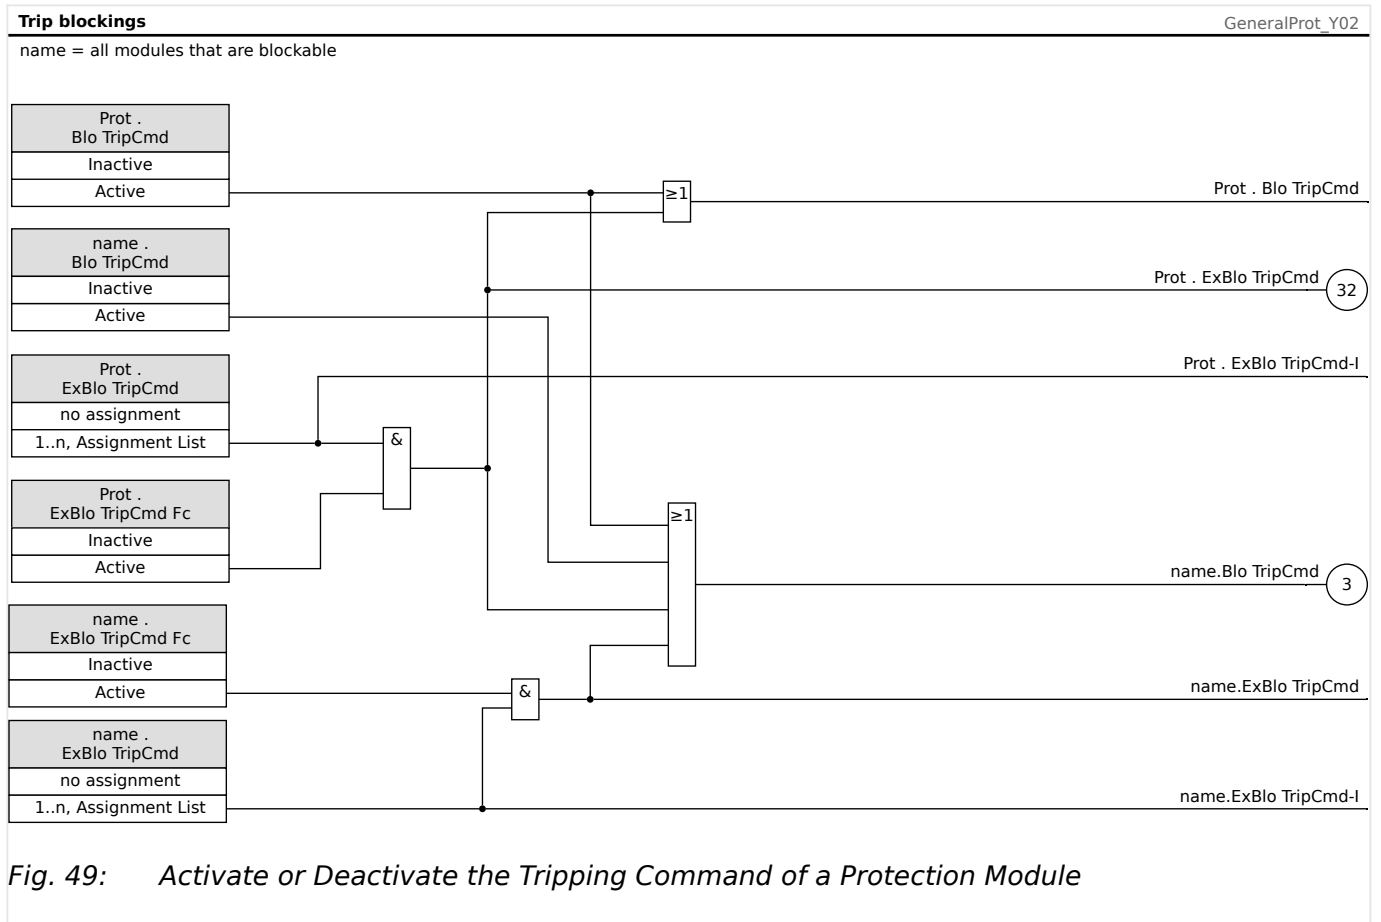 Trip blockings
GeneralProt_Y02
name = all modules that are blockable
Prot .
Blo TripCmd
Inactive
Active
≥1
Prot . Blo TripCmd
name .
Blo TripCmd
Inactive
Active
Prot . ExBlo TripCmd
32
Prot .
ExBlo TripCmd
no assignment
1..n, Assignment List
&
Prot . ExBlo TripCmd-I
Prot .
ExBlo TripCmd Fc
Inactive
Active
≥1
name.Blo TripCmd
3
name .
ExBlo TripCmd Fc
Inactive
Active
&
name.ExBlo TripCmd
name .
ExBlo TripCmd
no assignment
1..n, Assignment List
name.ExBlo TripCmd-I
Fig. 49: Activate or Deactivate the Tripping Command of a Protection Module